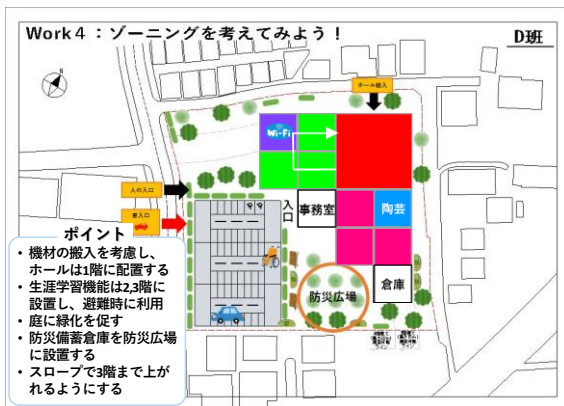 Work４：ゾーニングを考えてみよう！
D班
N
ホール搬入
Wi-Fi
人の入口
車入口
入口
事務室
陶芸
倉庫
防災広場
ポイント
• 機材の搬入を考慮し、
ホールは1階に配置する
• 生涯学習機能は2,3階に
設置し、避難時に利用
• 庭に緑化を促す
• 防災備蓄倉庫を防災広場
に設置する
• スロープで3階まで上が
れるようにする